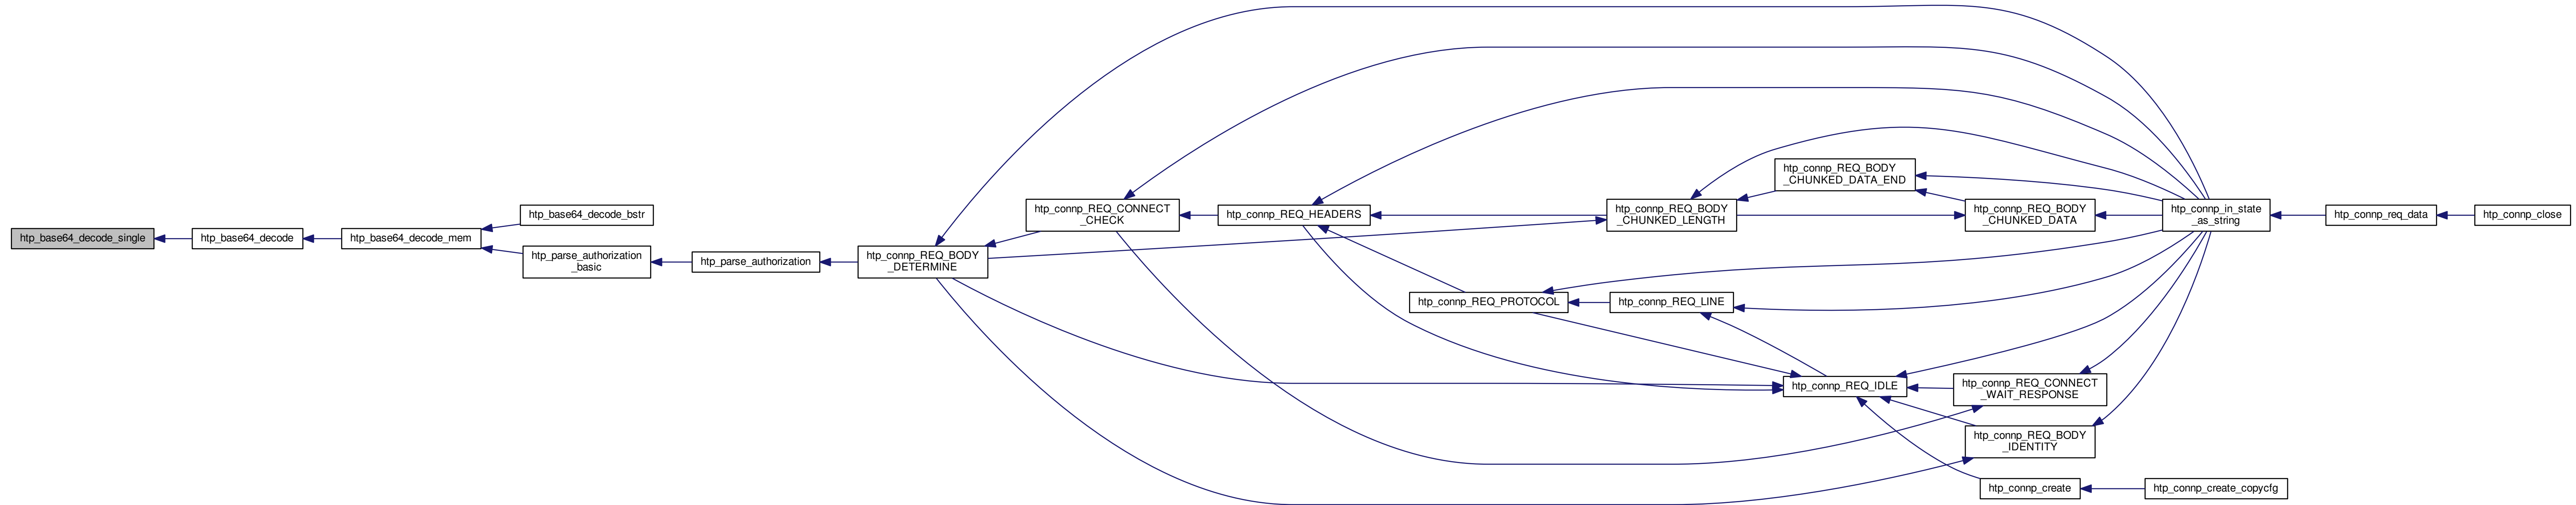 htp_base64_decode_single
htp_base64_decode
htp_base64_decode_mem
htp_base64_decode_bstr
htp_parse_authorization
_basic
htp_parse_authorization
htp_connp_REQ_BODY
_DETERMINE
htp_connp_REQ_CONNECT
_CHECK
htp_connp_REQ_HEADERS
htp_connp_REQ_PROTOCOL
htp_connp_REQ_BODY
_CHUNKED_LENGTH
htp_connp_REQ_LINE
htp_connp_REQ_BODY
_CHUNKED_DATA_END
htp_connp_REQ_IDLE
htp_connp_REQ_BODY
_CHUNKED_DATA
htp_connp_REQ_CONNECT
_WAIT_RESPONSE
htp_connp_REQ_BODY
_IDENTITY
htp_connp_create
htp_connp_in_state
_as_string
htp_connp_create_copycfg
htp_connp_req_data
htp_connp_close